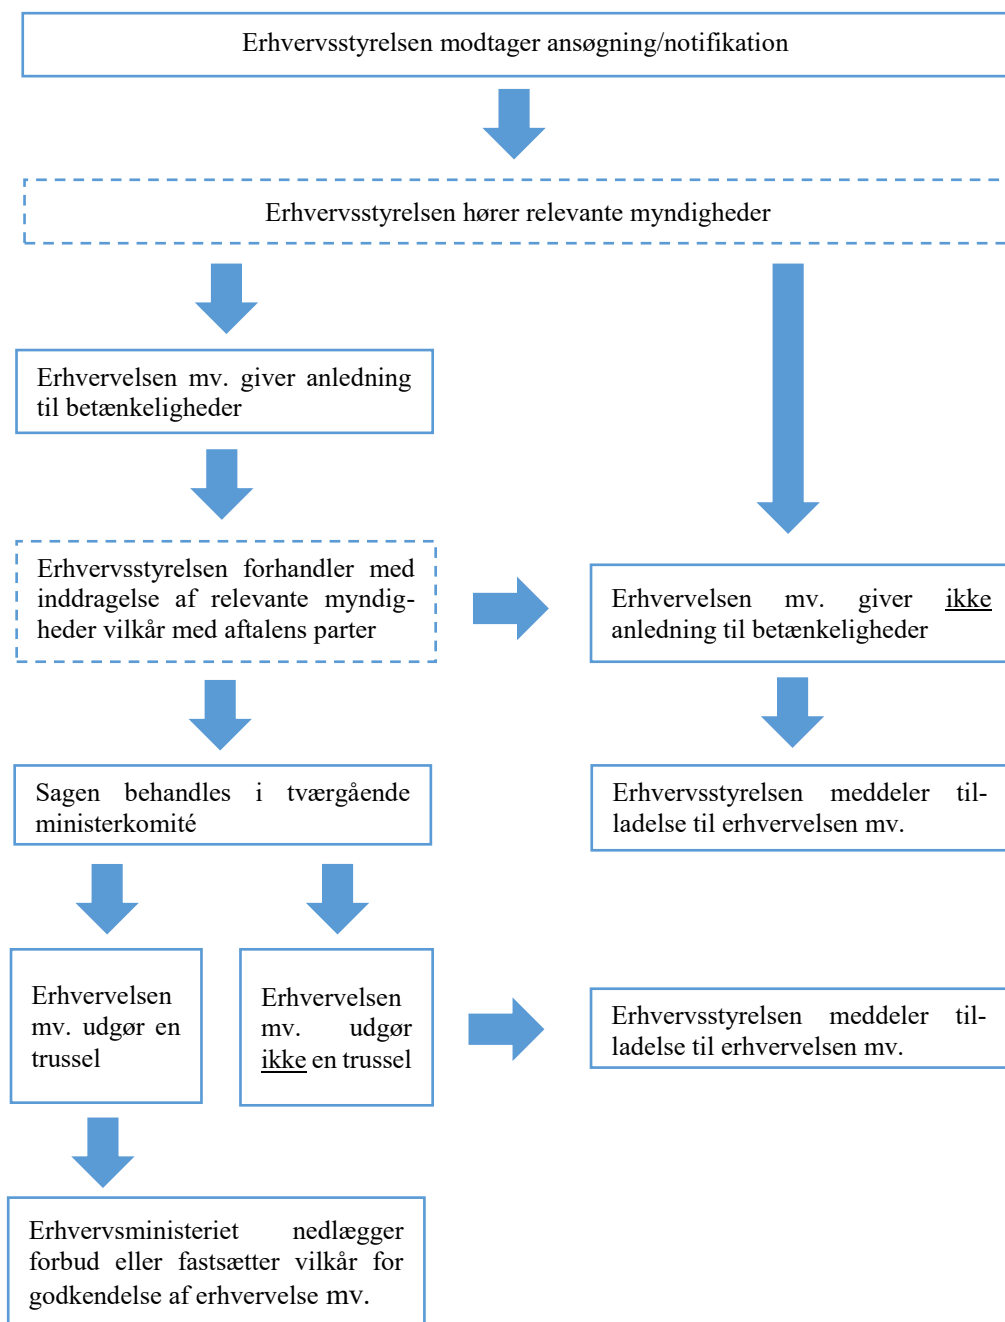 Erhvervsstyrelsen modtager ansøgning/notifikation
Erhvervsstyrelsen hører relevante myndigheder
Erhvervelsen mv. giver anledning
til betænkeligheder
Erhvervsstyrelsen forhandler med
inddragelse af relevante myndig-
heder vilkår med aftalens parter
Erhvervelsen mv. giver ikke
anledning til betænkeligheder
Sagen behandles i tværgående
ministerkomité
Erhvervsstyrelsen meddeler til-
ladelse til erhvervelsen mv.
Erhvervelsen
mv. udgør en
trussel
Erhvervelsen
mv. udgør
ikke en trussel
Erhvervsstyrelsen meddeler til-
ladelse til erhvervelsen mv.
Erhvervsministeriet nedlægger
forbud eller fastsætter vilkår for
godkendelse af erhvervelse mv.